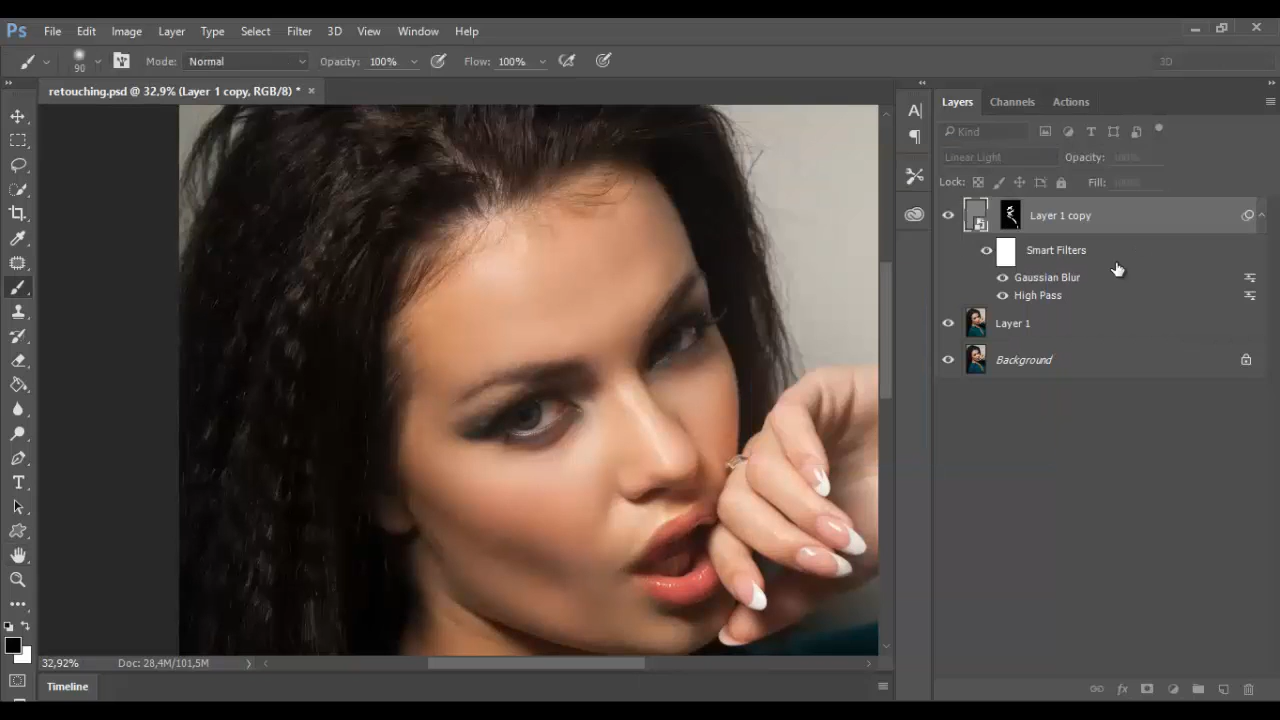 Ps File Edit Image Layer Type Select Filter 3D View Window Help
90 Mode: Normal Opacity: 100% Flow: 100% 3D
retouching.psd @ 32,9% (Layer 1 copy, RGB/8) * ×
Layers Channels Actions
Kind
Linear Light Opacity: 100%
Lock: Fill: 100%
Layer 1 copy
Smart Filters
Gaussian Blur
High Pass
Layer 1
Background
32,92% Doc: 28,4M/101,5M
Timeline